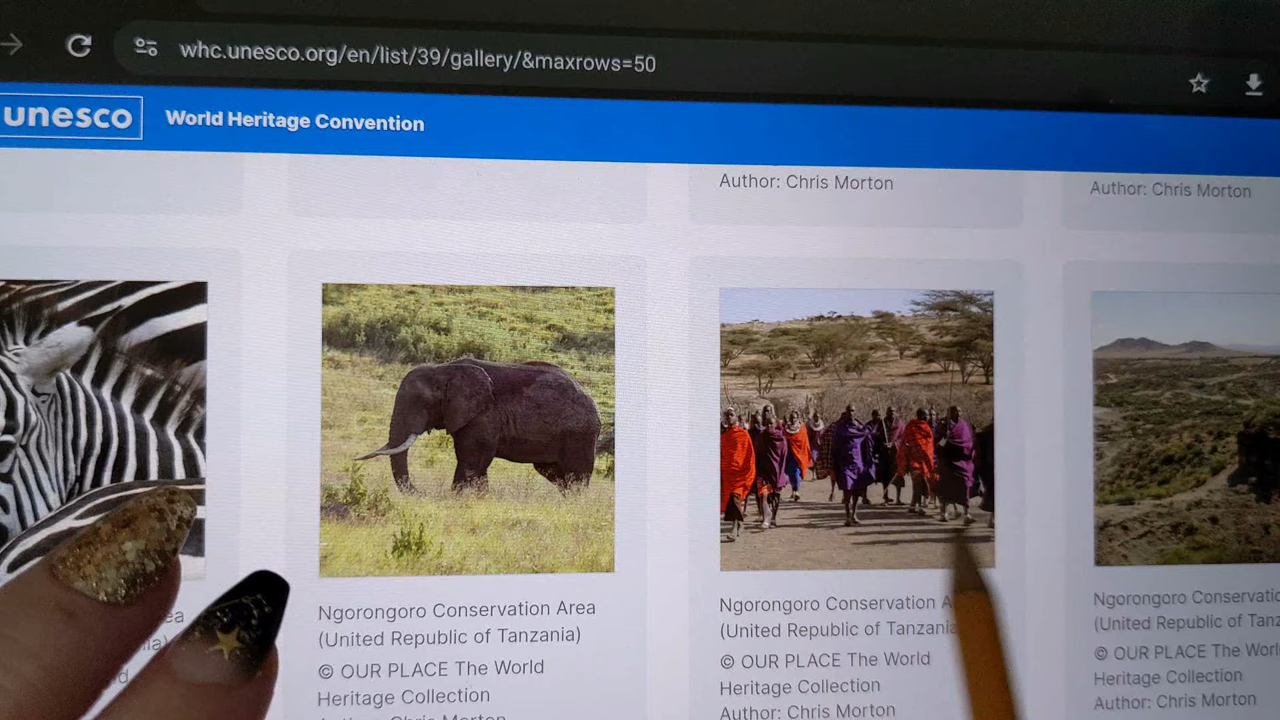 whc.unesco.org/en/list/39/gallery/&maxrows=50
unesco
World Heritage Convention
Author: Chris Morton
Author: Chris Morton
Ngorongoro Conservation Area
(United Republic of Tanzania)
© OUR PLACE The World
Heritage Collection
Author: Chris Morton
Ngorongoro Conservation
(United Republic of Tanzania
© OUR PLACE The World
Heritage Collection
Author: Chris Morton
Ngorongoro
(United Republic of
© OUR PLACE The
Heritage Collection
Author: Chris Morton